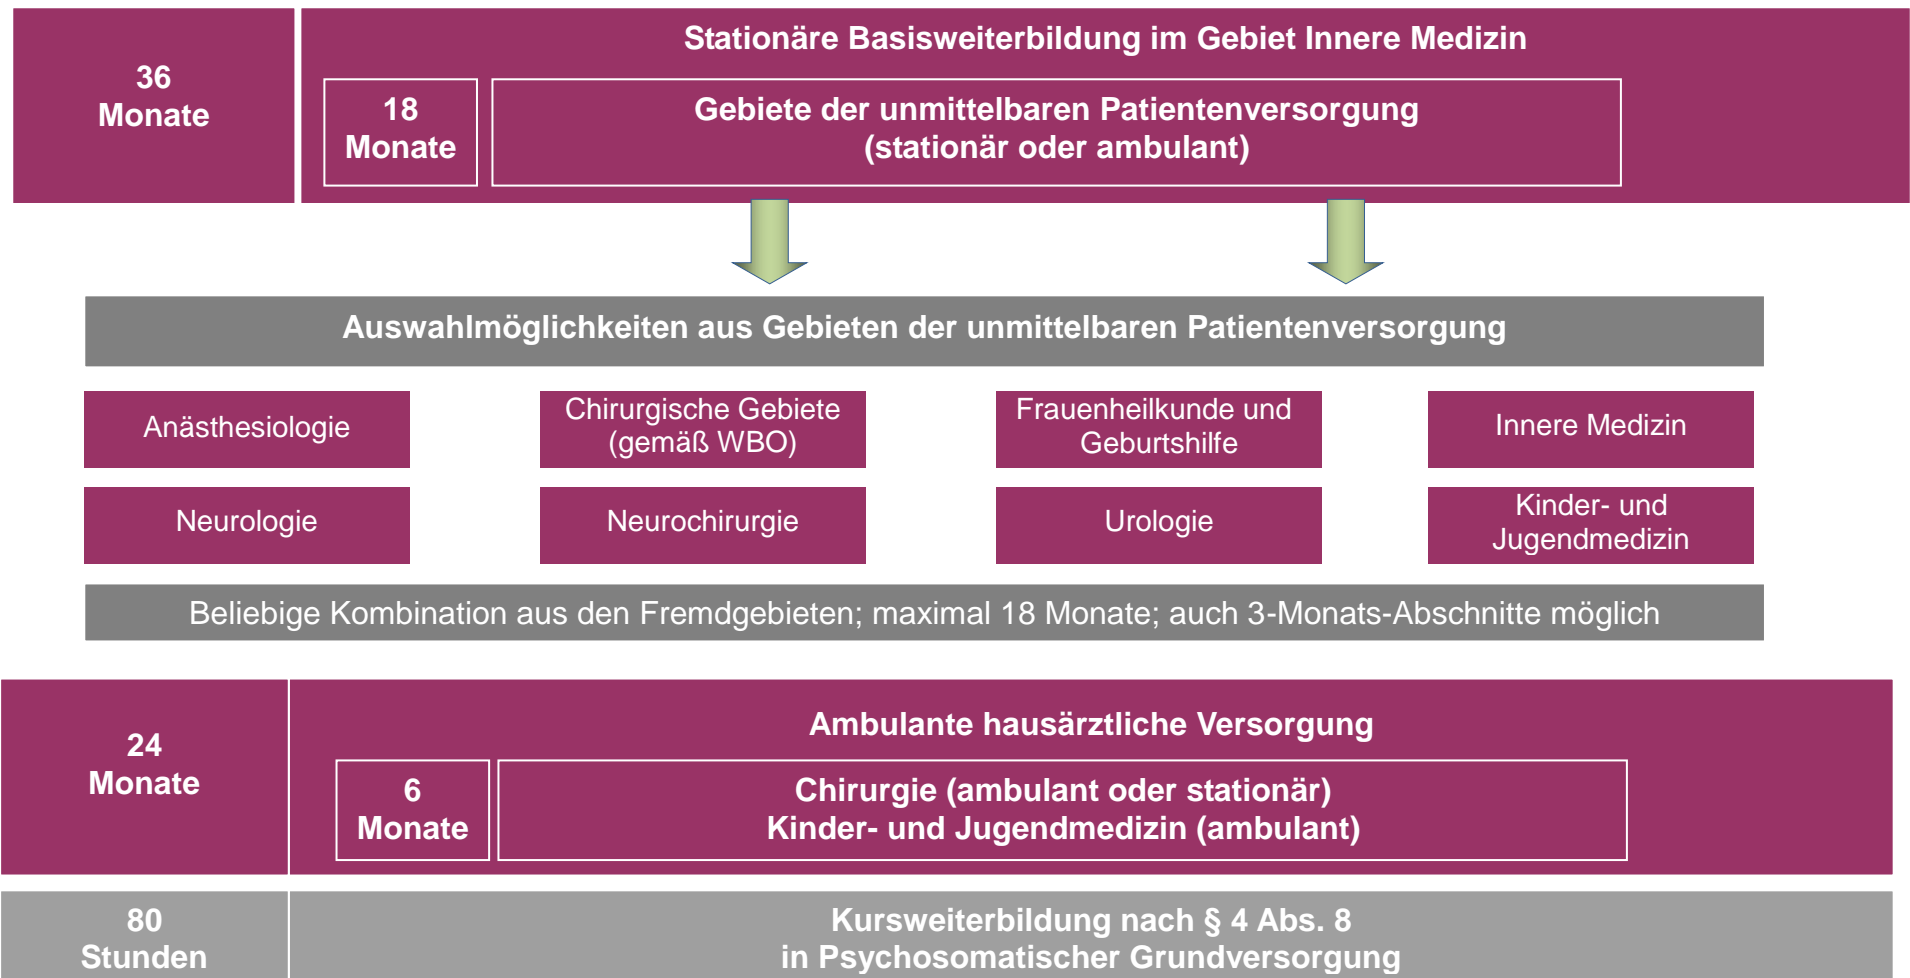 36
Monate
Stationäre Basisweiterbildung im Gebiet Innere Medizin
18
Monate
Gebiete der unmittelbaren Patientenversorgung
(stationär oder ambulant)
Auswahlmöglichkeiten aus Gebieten der unmittelbaren Patientenversorgung
Anästhesiologie
Chirurgische Gebiete
(gemäß WBO)
Frauenheilkunde und
Geburtshilfe
Innere Medizin
Neurologie
Neurochirurgie
Urologie
Kinder- und
Jugendmedizin
Beliebige Kombination aus den Fremdgebieten; maximal 18 Monate; auch 3-Monats-Abschnitte möglich
24
Monate
Ambulante hausärztliche Versorgung
6
Monate
Chirurgie (ambulant oder stationär)
Kinder- und Jugendmedizin (ambulant)
80
Stunden
Kursweiterbildung nach § 4 Abs. 8
in Psychosomatischer Grundversorgung